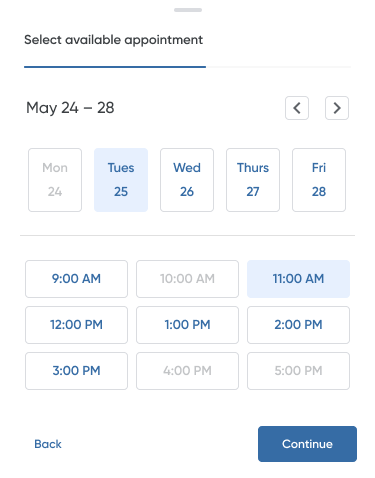 Select available appointment
May 24 – 28
Mon Tues Wed Thurs Fri
24 25 26 27 28
9:00 AM 10:00 AM 11:00 AM
12:00 PM 1:00 PM 2:00 PM
3:00 PM 4:00 PM 5:00 PM
Back Continue